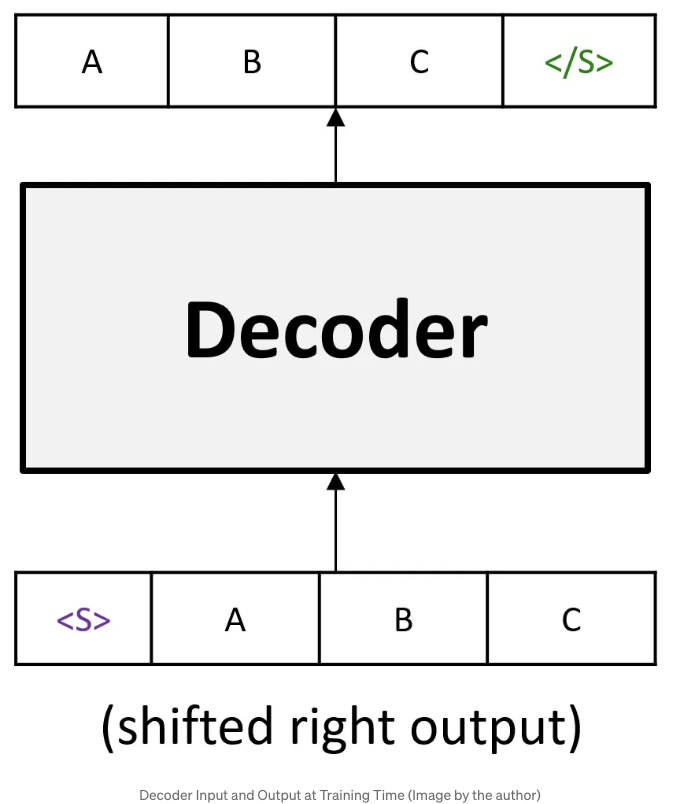 A B C </S>
Decoder
<S> A B C
(shifted right output)
Decoder Input and Output at Training Time (Image by the author)